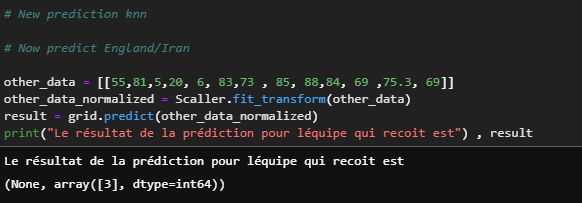 # New prediction knn
# Now predict England/Iran
other_data = [[55,81,5,20, 6, 83,73 , 85, 88,84, 69 ,75.3, 69]]
other_data_normalized = Scaller.fit_transform(other_data)
result = grid.predict(other_data_normalized)
print("Le résultat de la prédiction pour léquipe qui recoit est") , result
Le résultat de la prédiction pour léquipe qui recoit est
(None, array([3], dtype=int64))